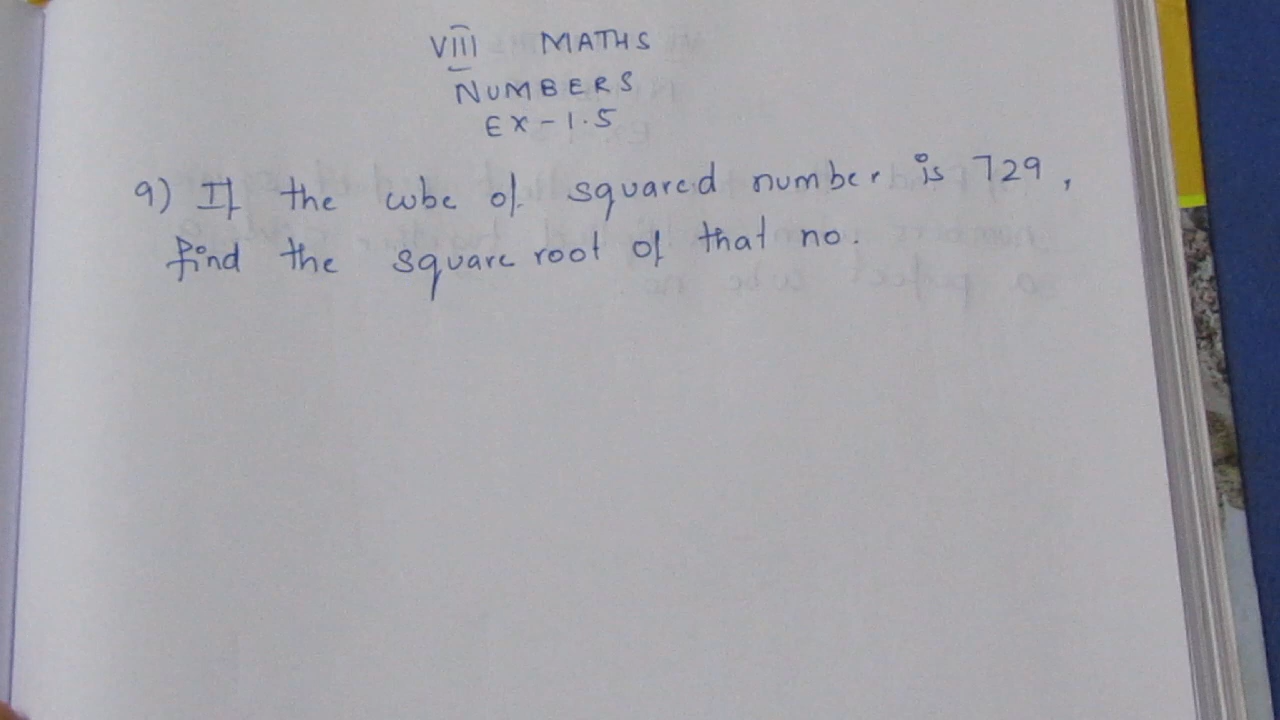 VIII MATHS
NUMBERS
EX-1.5
9) If the cube of squared number is 729,
find the square root of that no.